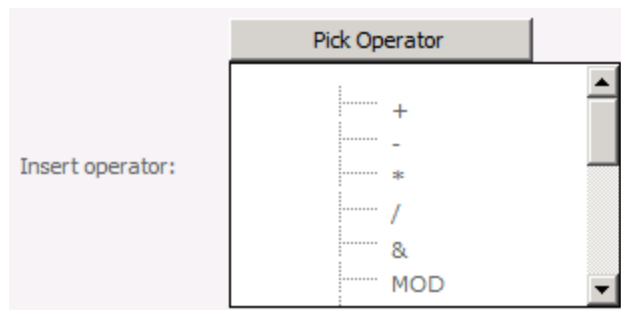 Pick Operator
+
-
*
Insert operator:
/
&
MOD